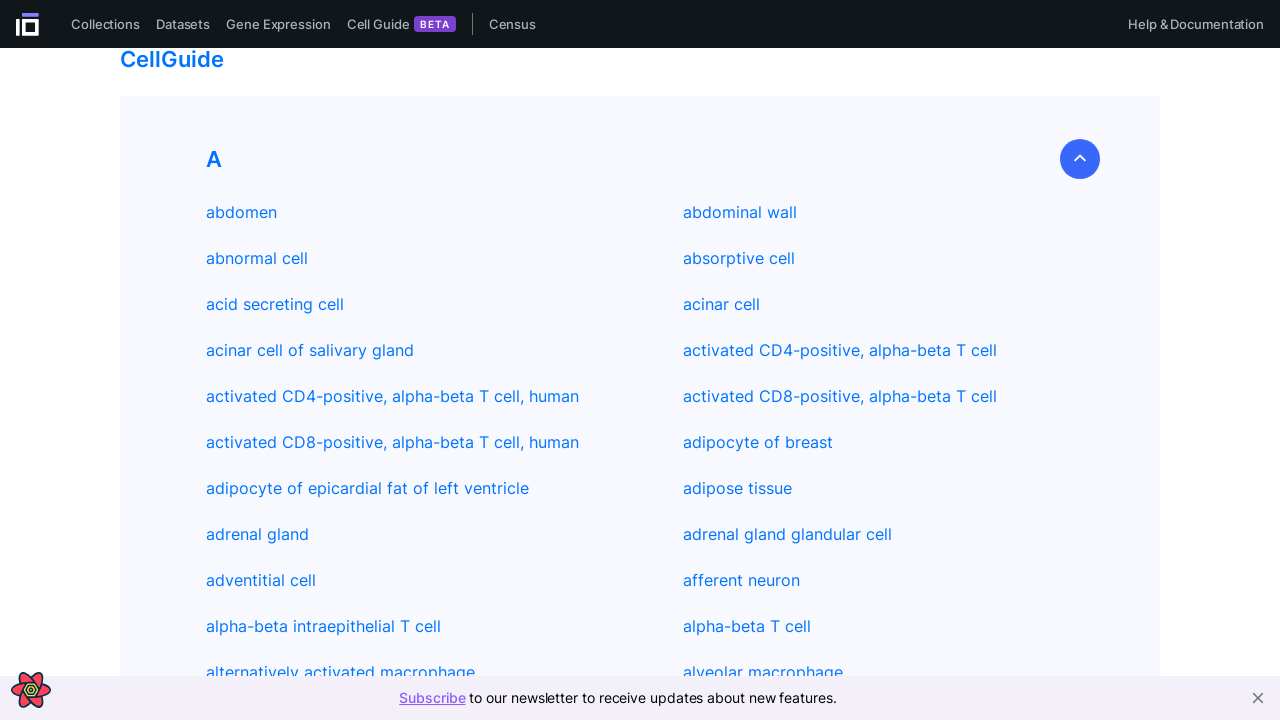 Collections Datasets Gene Expression Cell Guide BETA Census Help & Documentation
CellGuide
A
abdomen abdominal wall
abnormal cell absorptive cell
acid secreting cell acinar cell
acinar cell of salivary gland activated CD4-positive, alpha-beta T cell
activated CD4-positive, alpha-beta T cell, human activated CD8-positive, alpha-beta T cell
activated CD8-positive, alpha-beta T cell, human adipocyte of breast
adipocyte of epicardial fat of left ventricle adipose tissue
adrenal gland adrenal gland glandular cell
adventitial cell afferent neuron
alpha-beta intraepithelial T cell alpha-beta T cell
alternatively activated macrophage alveolar macrophage
Subscribe to our newsletter to receive updates about new features.